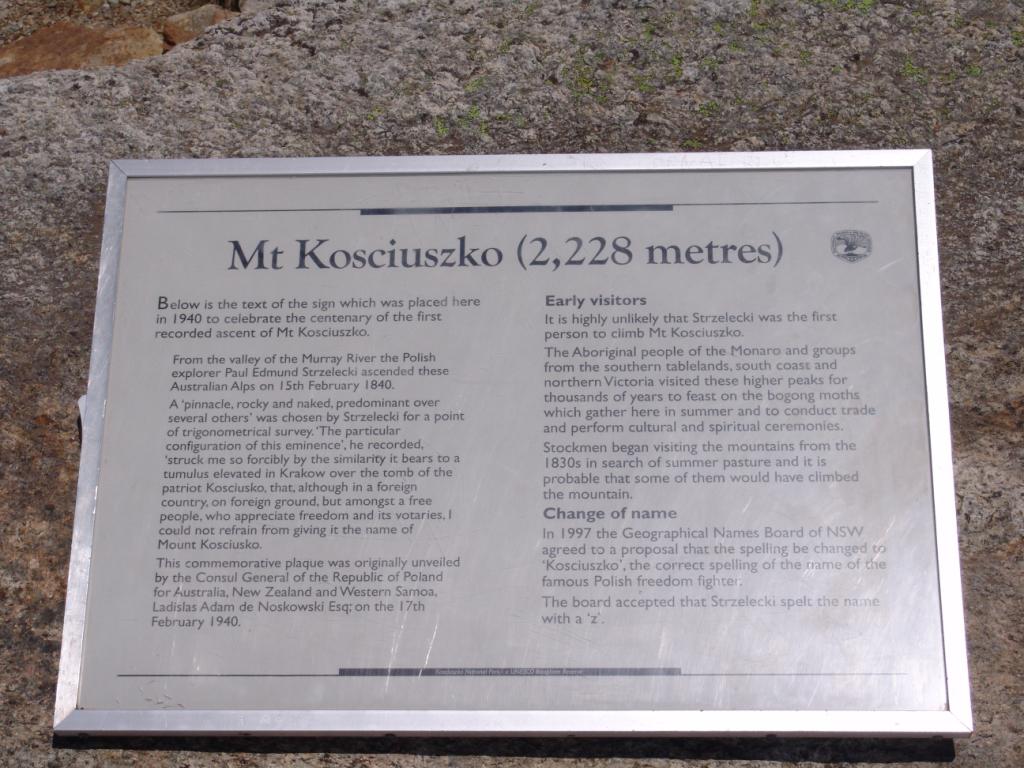 Mt Kosciuszko (2,228 metres)
Below is the text of the sign which was placed here
in 1940 to celebrate the centenary of the first
recorded ascent of Mt Kosciuszko.
From the valley of the Murray River the Polish
explorer Paul Edmund Strzelecki ascended these
Australian Alps on 15th February 1840.
A 'pinnacle, rocky and naked, predominant over
several others' was chosen by Strzelecki for a point
of trigonometrical survey. 'The particular
configuration of this eminence', he recorded,
'struck me so forcibly by the similarity it bears to a
tumulus elevated in Krakow over the tomb of the
patriot Kosciusko, that, although in a foreign
country, on foreign ground, but amongst a free
people, who appreciate freedom and its votaries, I
could not refrain from giving it the name of
Mount Kosciusko.
This commemorative plaque was originally unveiled
by the Consul General of the Republic of Poland
for Australia, New Zealand and Western Samoa,
Ladislas Adam de Noskowski Esq; on the 17th
February 1940.
Early visitors
It is highly unlikely that Strzelecki was the first
person to climb Mt Kosciuszko.
The Aboriginal people of the Monaro and groups
from the southern tablelands, south coast and
northern Victoria visited these higher peaks for
thousands of years to feast on the bogong moths
which gather here in summer and to conduct trade
and perform cultural and spiritual ceremonies.
Stockmen began visiting the mountains from the
1830s in search of summer pasture and it is
probable that some of them would have climbed
the mountain.
Change of name
In 1997 the Geographical Names Board of NSW
agreed to a proposal that the spelling be changed to
'Kosciuszko', the correct spelling of the name of the
famous Polish freedom fighter.
The board accepted that Strzelecki spelt the name
with a 'z'.
Kosciuszko National Park: a UNESCO Biosphere Reserve